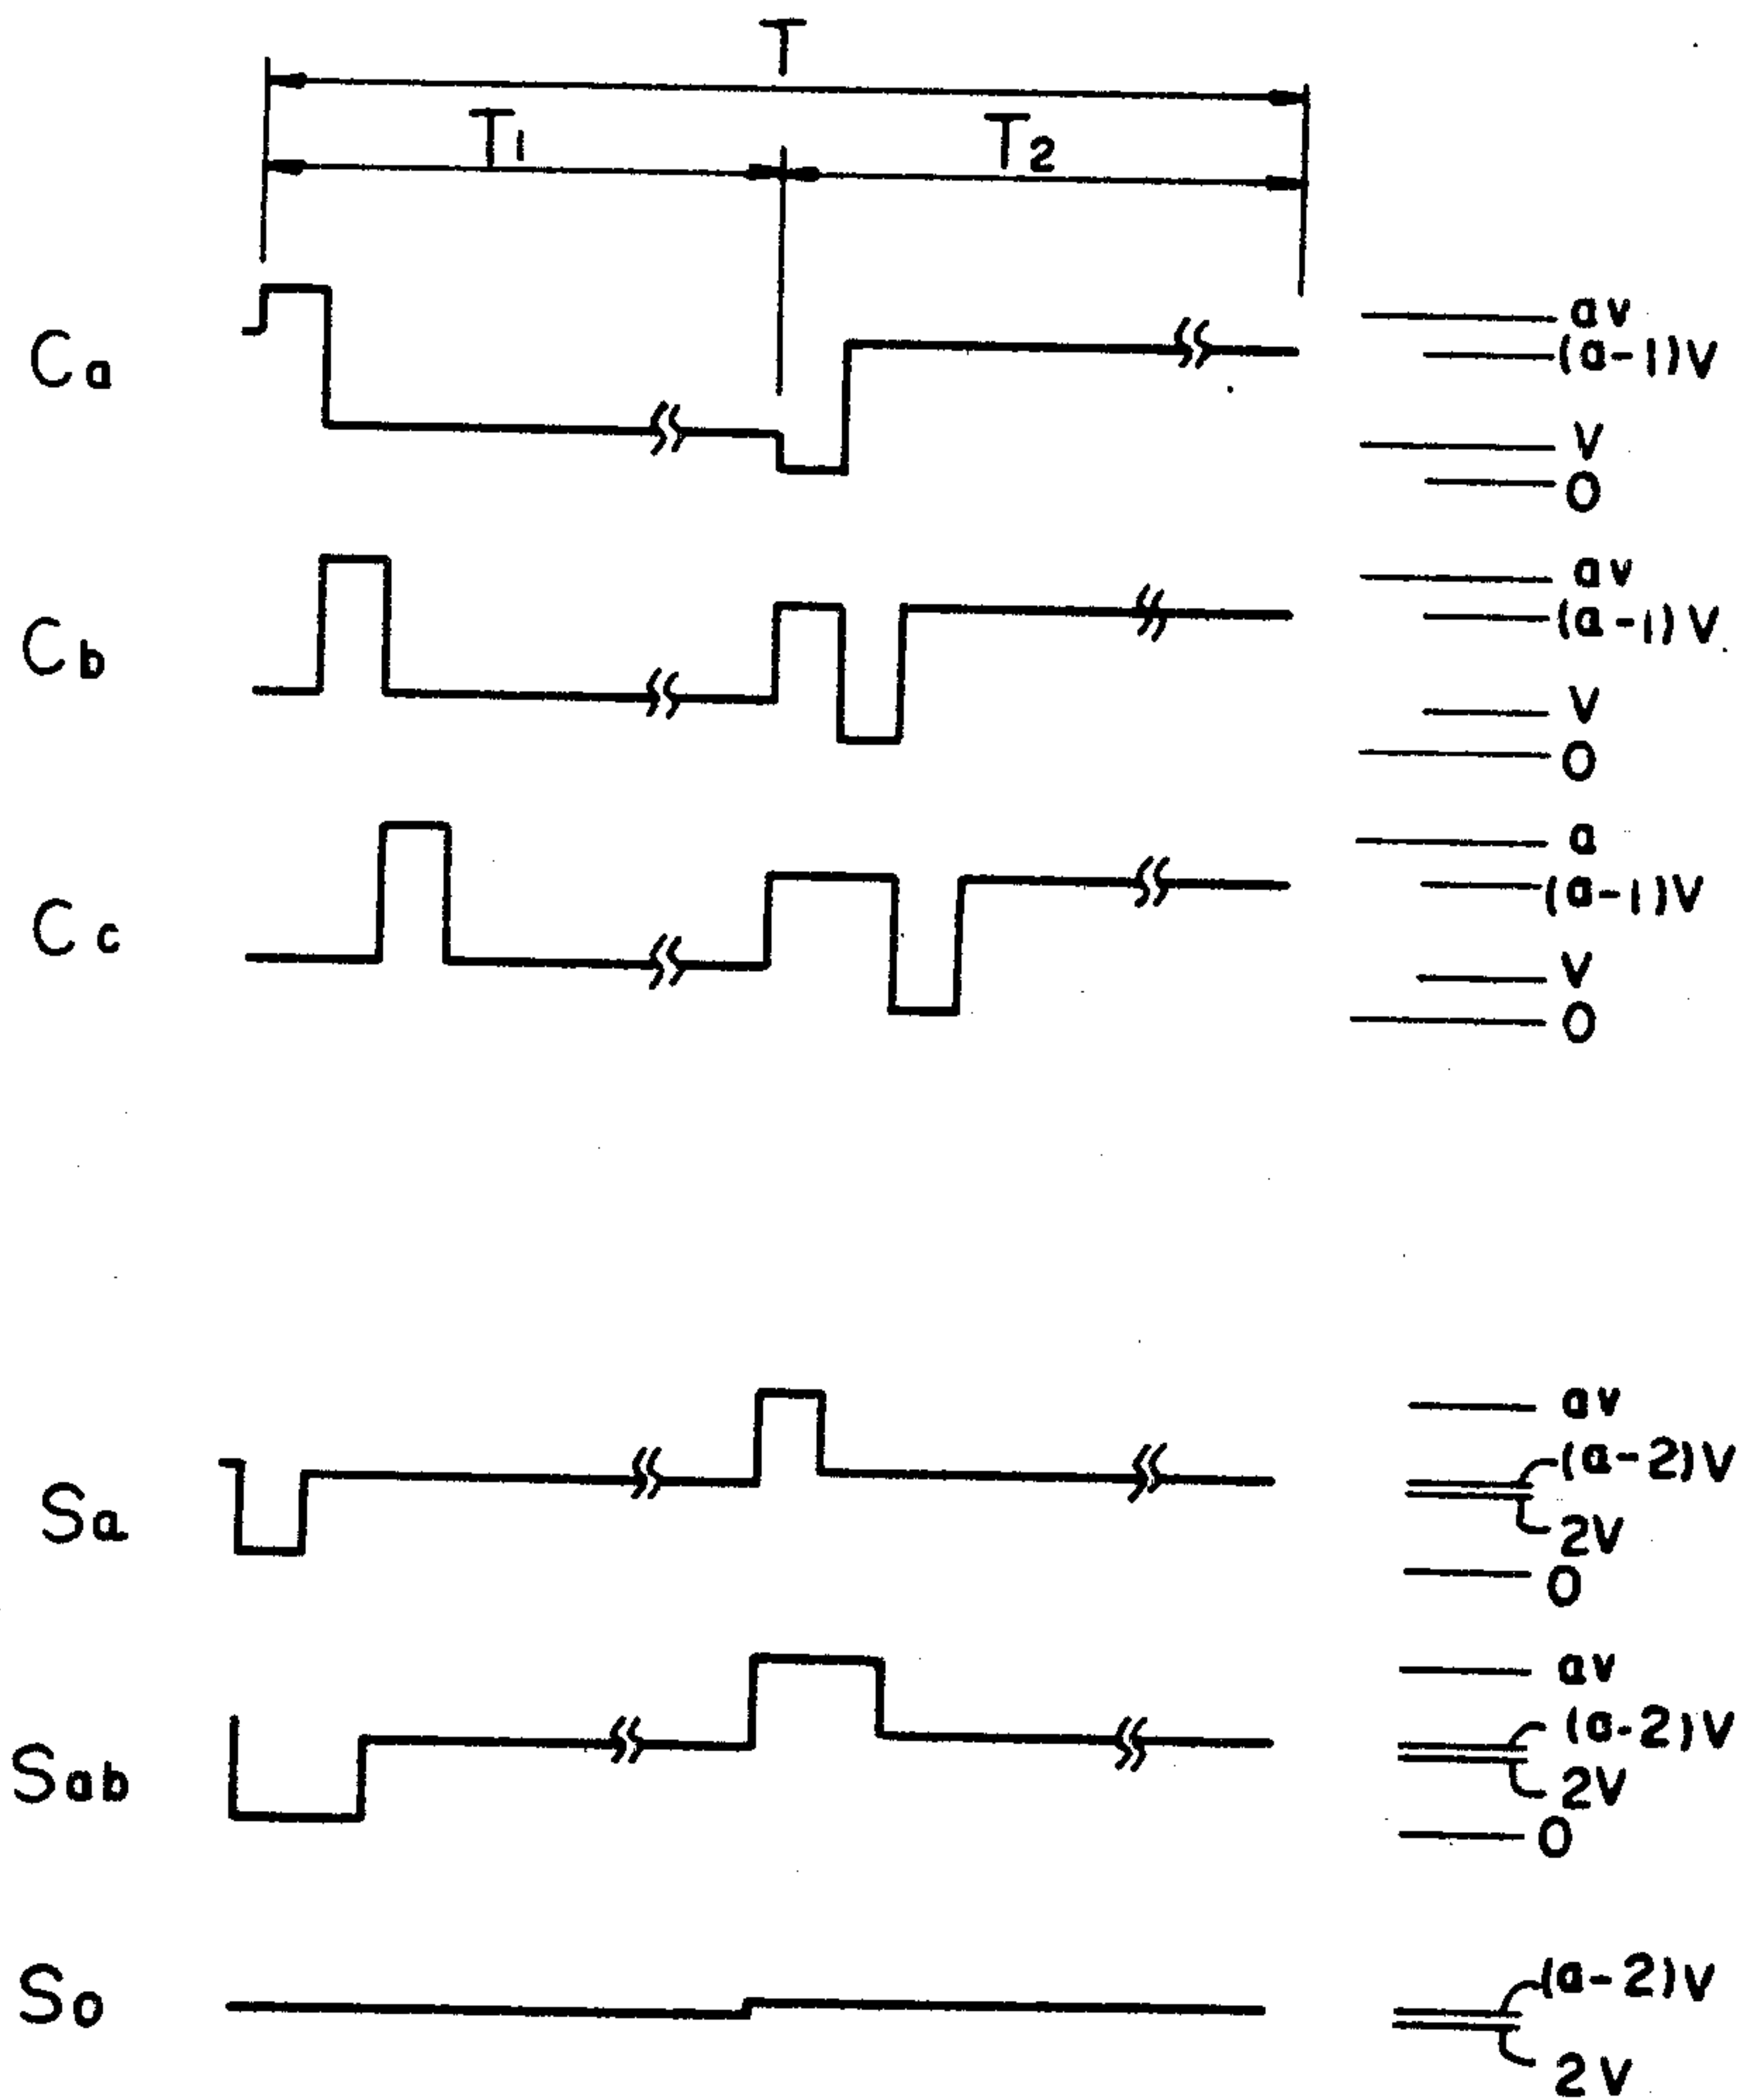 T
T1 T2
Ca av
(a-1)V
V
0
Cb av
(a-1)V
V
0
Cc a
(a-1)V
V
0
Sa av
(a-2)V
2V
0
Sab av
(a-2)V
2V
0
So (a-2)V
2V